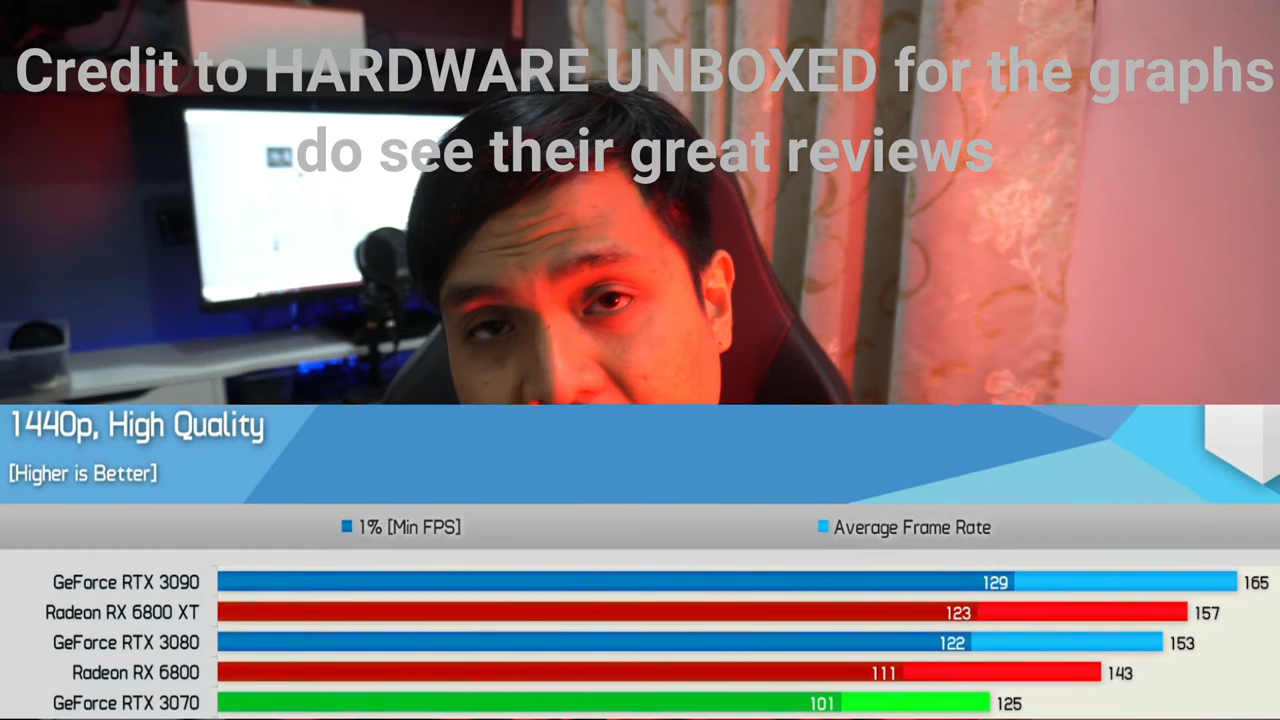 Credit to HARDWARE UNBOXED for the graphs
do see their great reviews
1440p, High Quality
[Higher is Better]
1% [Min FPS]
Average Frame Rate
GeForce RTX 3090 129 165
Radeon RX 6800 XT 123 157
GeForce RTX 3080 122 153
Radeon RX 6800 111 143
GeForce RTX 3070 101 125